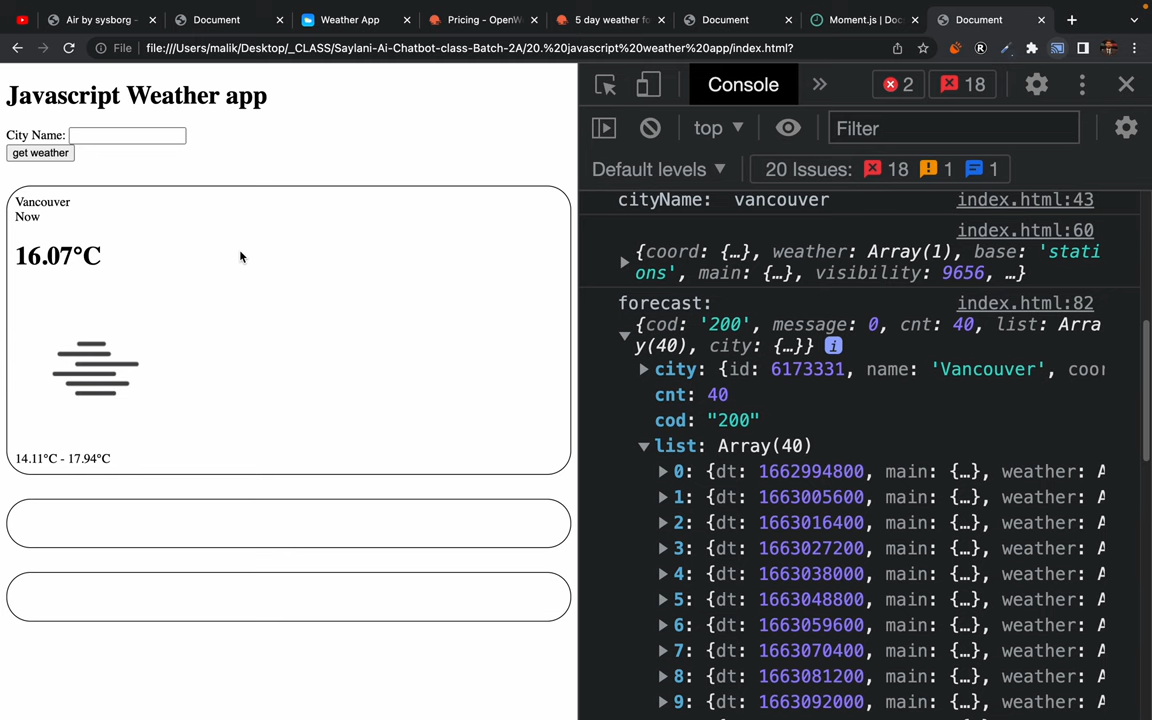 Air by sysborg -
Document
Weather App
Pricing - OpenW
5 day weather fo
Document
Moment.js | Doc
Document
File
file:///Users/malik/Desktop/_CLASS/Saylani-Ai-Chatbot-class-Batch-2A/20.%20javascript%20weather%20app/index.html?
Javascript Weather app
City Name:
get weather
Vancouver
Now
16.07°C
14.11°C - 17.94°C
Console
2
18
top
Filter
Default levels
20 Issues: 18 1 1
cityName: vancouver index.html:43
index.html:60
{coord: {…}, weather: Array(1), base: 'stati
ons', main: {…}, visibility: 9656, …}
forecast: index.html:82
{cod: '200', message: 0, cnt: 40, list: Arra
y(40), city: {…}} i
city: {id: 6173331, name: 'Vancouver', coor
cnt: 40
cod: "200"
list: Array(40)
0: {dt: 1662994800, main: {…}, weather: A
1: {dt: 1663005600, main: {…}, weather: A
2: {dt: 1663016400, main: {…}, weather: A
3: {dt: 1663027200, main: {…}, weather: A
4: {dt: 1663038000, main: {…}, weather: A
5: {dt: 1663048800, main: {…}, weather: A
6: {dt: 1663059600, main: {…}, weather: A
7: {dt: 1663070400, main: {…}, weather: A
8: {dt: 1663081200, main: {…}, weather: A
9: {dt: 1663092000, main: {…}, weather: A